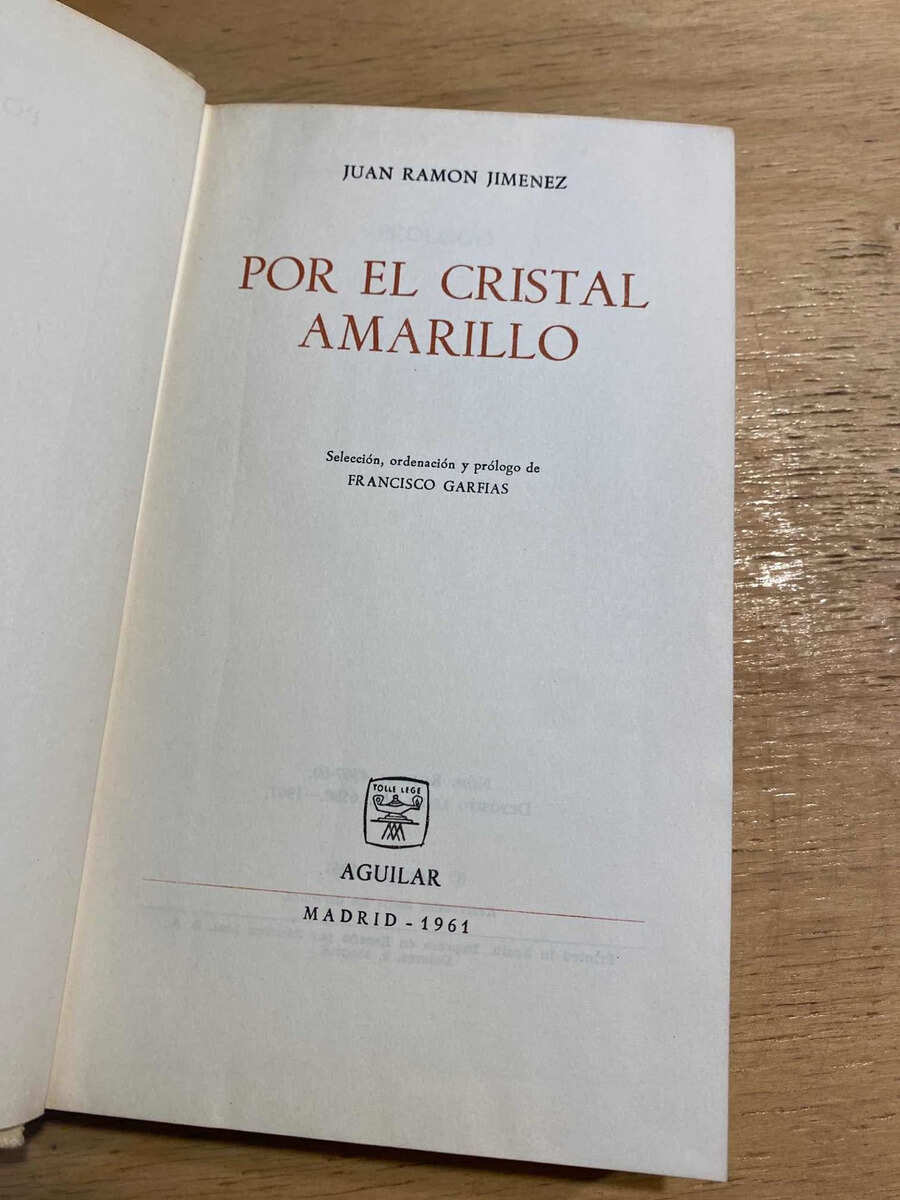 JUAN RAMON JIMENEZ
POR EL CRISTAL
AMARILLO
Selección, ordenación y prólogo de
FRANCISCO GARFIAS
TOLLE LEGE
AGUILAR
MADRID - 1961